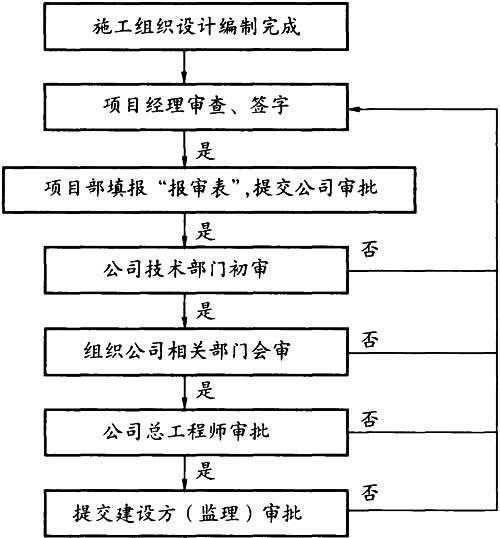 施工组织设计编制完成
项目经理审查、签字
是
项目部填报“报审表”,提交公司审批
是
公司技术部门初审
否
是
组织公司相关部门会审
否
是
公司总工程师审批
否
是
提交建设方(监理)审批
否